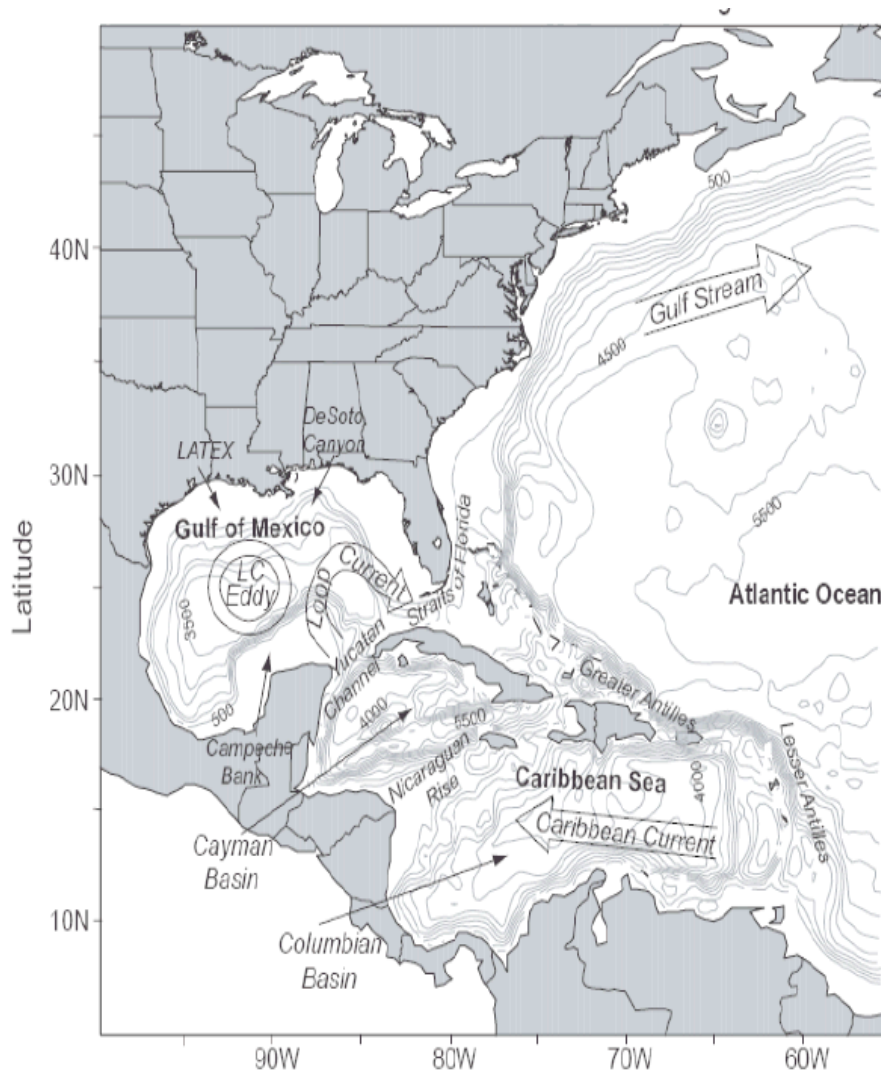 500
40N
Gulf Stream
4500
DeSoto
Canyon
LATEX
30N
5500
Gulf of Mexico
Straits of Florida
LC
Eddy
Loop
Current
Latitude
3500
Atlantic Ocean
Yucatan
Channel
Greater Antilles
20N
500
4000
5500
Campeche
Bank
Nicaraguan
Rise
Caribbean Sea
4000
Lesser Antilles
Caribbean Current
Cayman
Basin
10N
Columbian
Basin
90W
80W
70W
60W